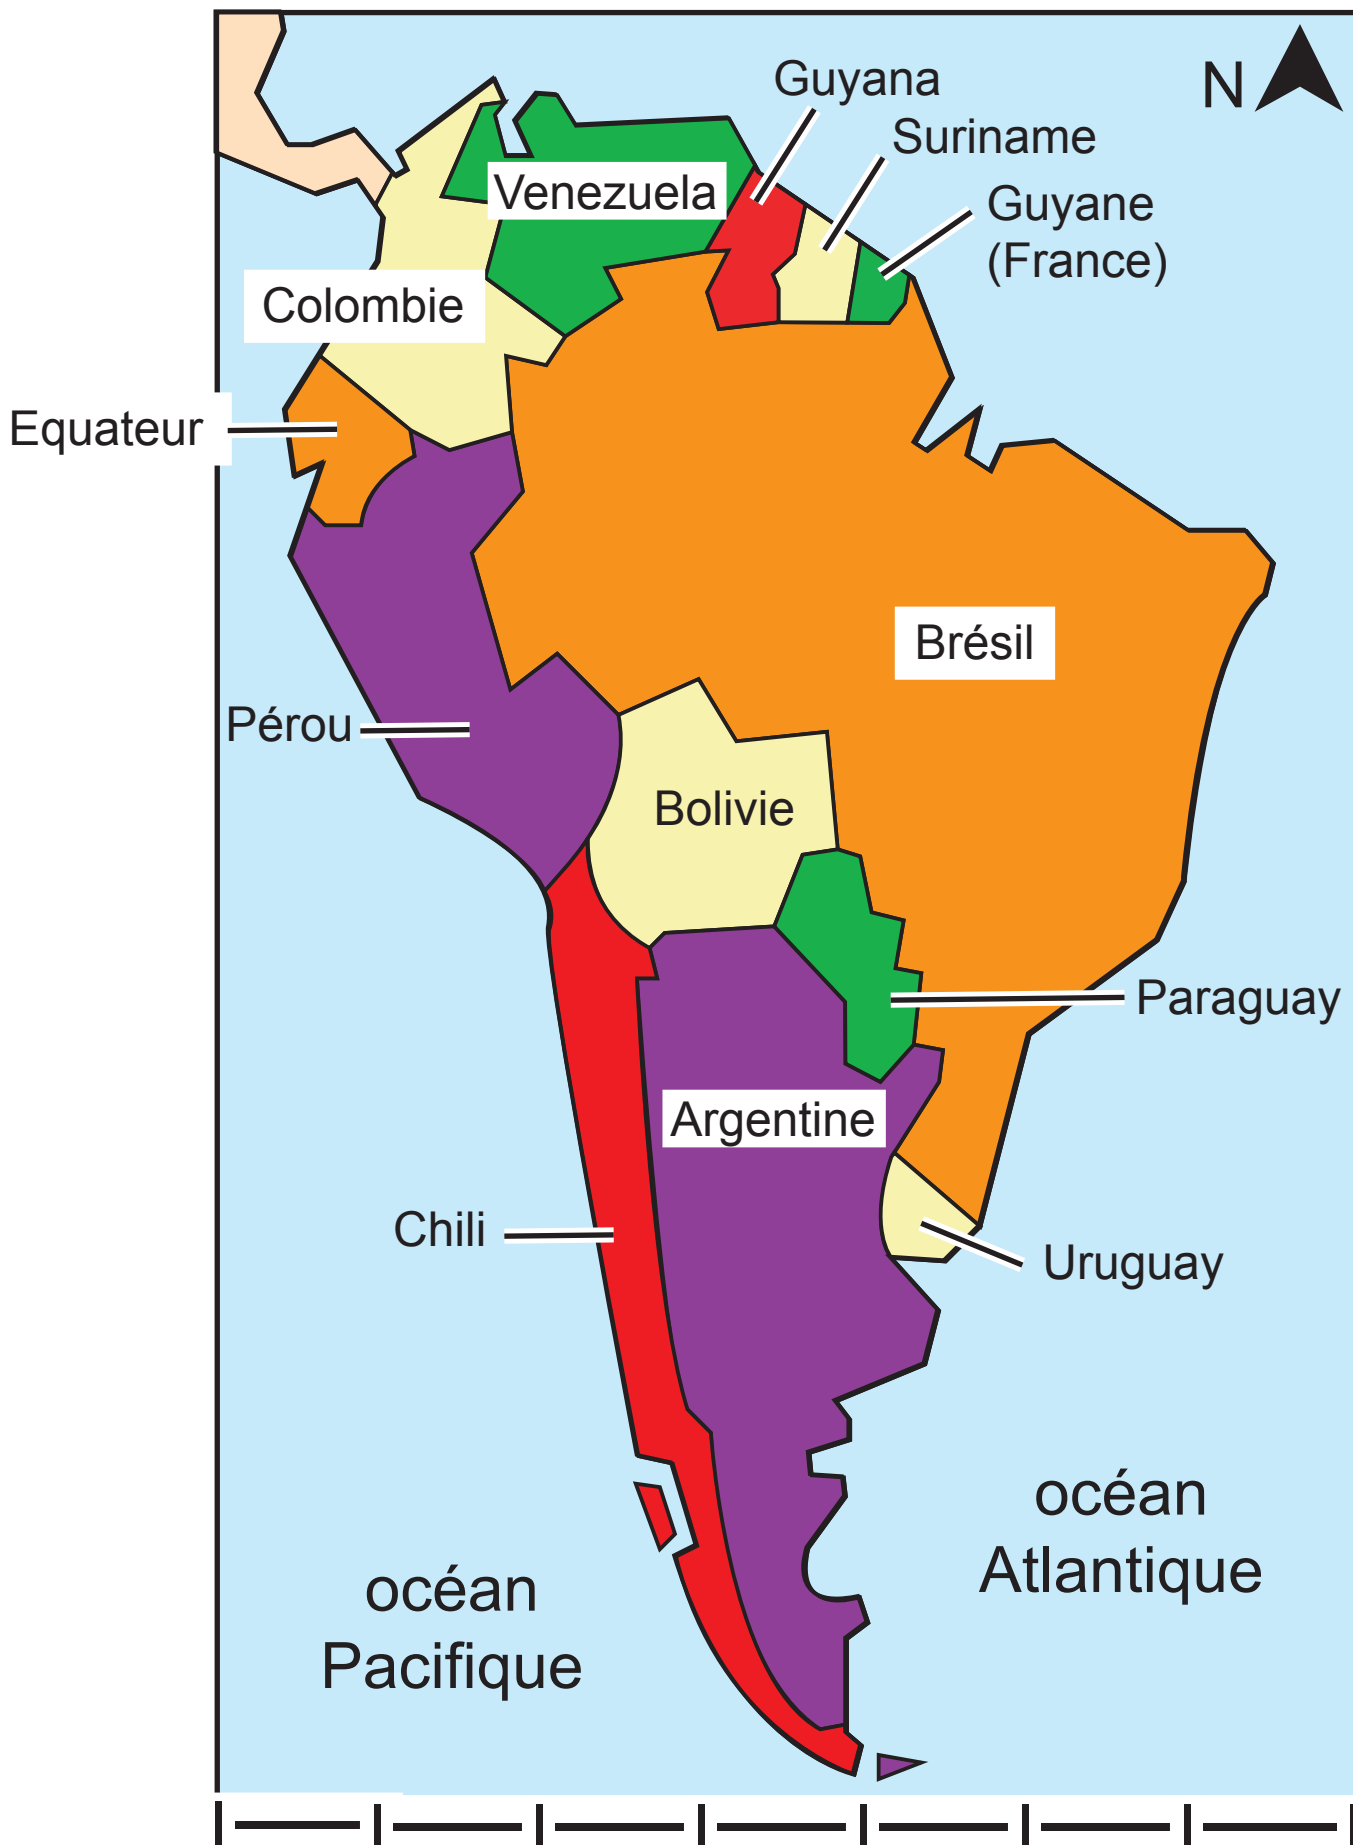 N
Guyana
Suriname
Guyane
(France)
Venezuela
Colombie
Equateur
Brésil
Pérou
Bolivie
Paraguay
Argentine
Chili
Uruguay
océan
Atlantique
océan
Pacifique